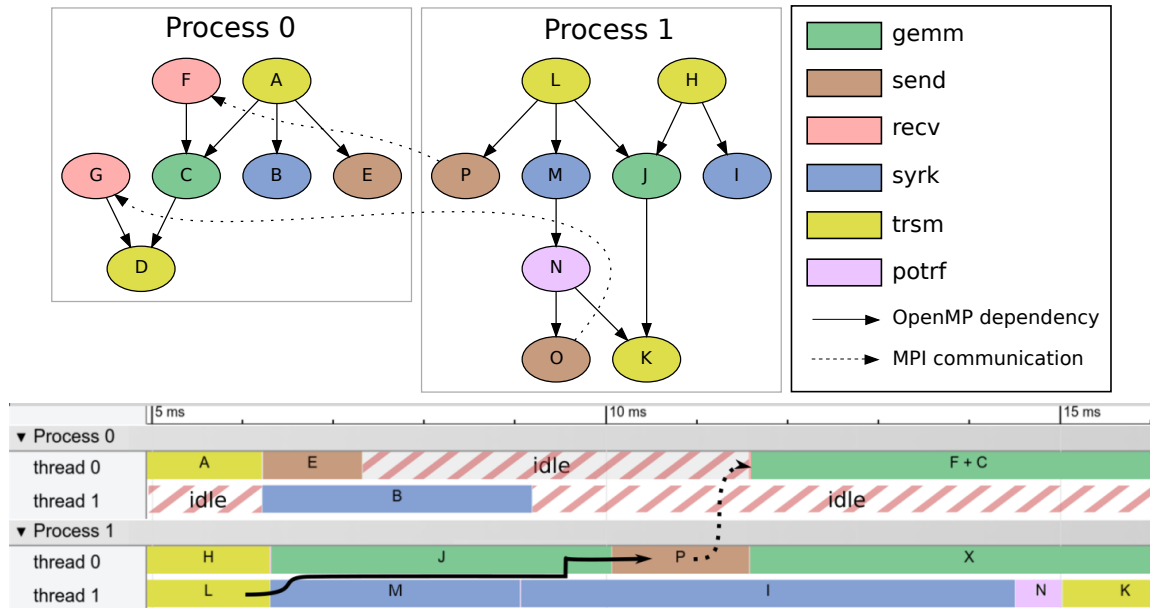 Process 0
Process 1
F
A
L
H
G
C
B
E
P
M
J
I
D
N
O
K
gemm
send
recv
syrk
trsm
potrf
OpenMP dependency
MPI communication
5 ms
10 ms
15 ms
▼ Process 0
thread 0
A
E
idle
F + C
thread 1
idle
B
idle
▼ Process 1
thread 0
H
J
P
X
thread 1
L
M
I
N
K